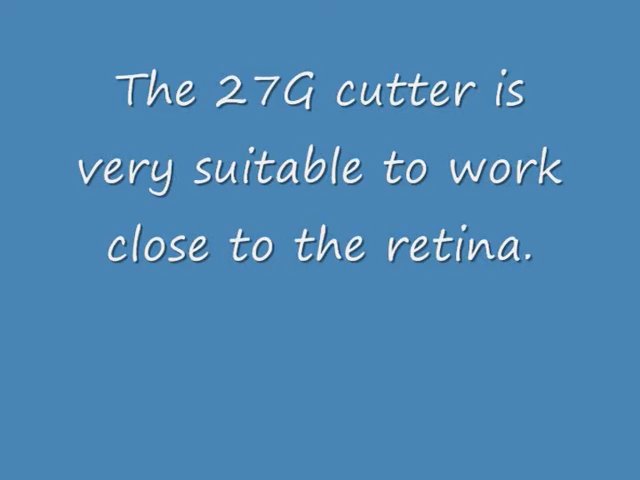 The 27G cutter is
very suitable to work
close to the retina.